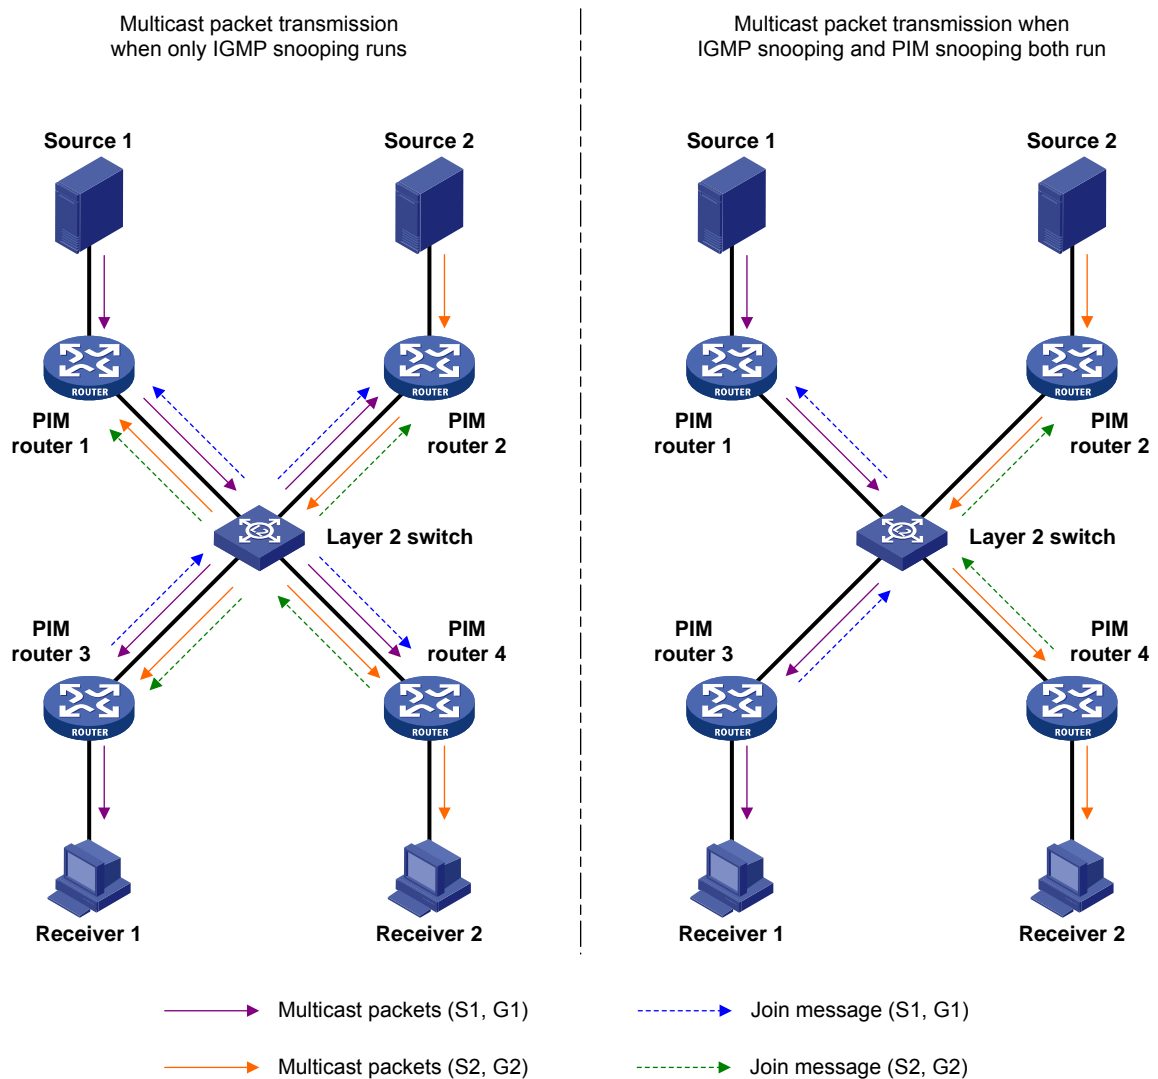 Multicast packet transmission
when only IGMP snooping runs
Source 1
Source 2
ROUTER
ROUTER
PIM
router 1
PIM
router 2
Layer 2 switch
PIM
router 3
PIM
router 4
ROUTER
ROUTER
Receiver 1
Receiver 2
Multicast packet transmission when
IGMP snooping and PIM snooping both run
Source 1
Source 2
ROUTER
ROUTER
PIM
router 1
PIM
router 2
Layer 2 switch
PIM
router 3
PIM
router 4
ROUTER
ROUTER
Receiver 1
Receiver 2
Multicast packets (S1, G1)
Join message (S1, G1)
Multicast packets (S2, G2)
Join message (S2, G2)